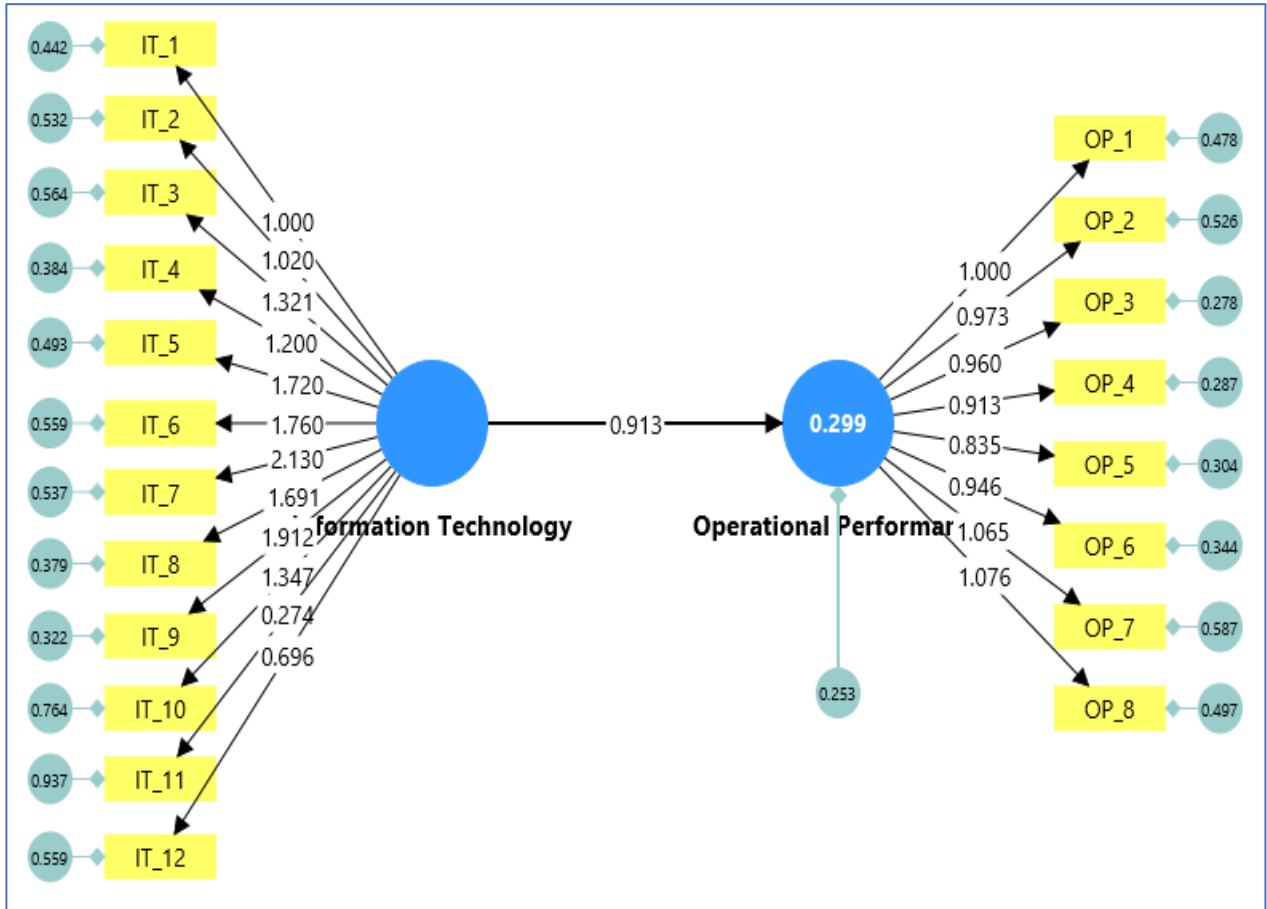 0.442 IT_1
0.532 IT_2
0.564 IT_3
0.384 IT_4
0.493 IT_5
0.559 IT_6
0.537 IT_7
0.379 IT_8
0.322 IT_9
0.764 IT_10
0.937 IT_11
0.559 IT_12
1.000
1.020
1.321
1.200
1.720
1.760
2.130
1.691
1.912
1.347
0.274
0.696
formation Technology
0.913
0.299
Operational Performar
0.253
1.000
0.973
0.960
0.913
0.835
0.946
1.065
1.076
OP_1 0.478
OP_2 0.526
OP_3 0.278
OP_4 0.287
OP_5 0.304
OP_6 0.344
OP_7 0.587
OP_8 0.497